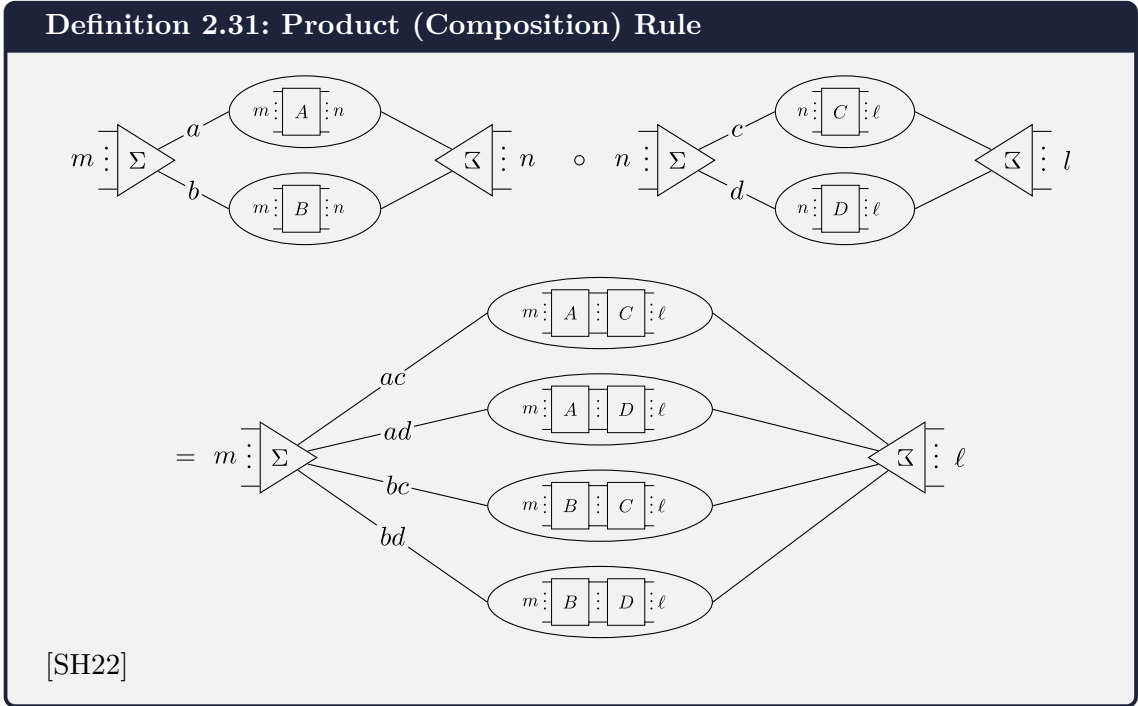 Definition 2.31: Product (Composition) Rule
m ⋮ Σ a m ⋮ A ⋮ n Σ ⋮ n ∘ n ⋮ Σ c n ⋮ C ⋮ ℓ Σ ⋮ l
b m ⋮ B ⋮ n d n ⋮ D ⋮ ℓ
= m ⋮ Σ ac m ⋮ A ⋮ C ⋮ ℓ Σ ⋮ ℓ
ad m ⋮ A ⋮ D ⋮ ℓ
bc m ⋮ B ⋮ C ⋮ ℓ
bd m ⋮ B ⋮ D ⋮ ℓ
[SH22]